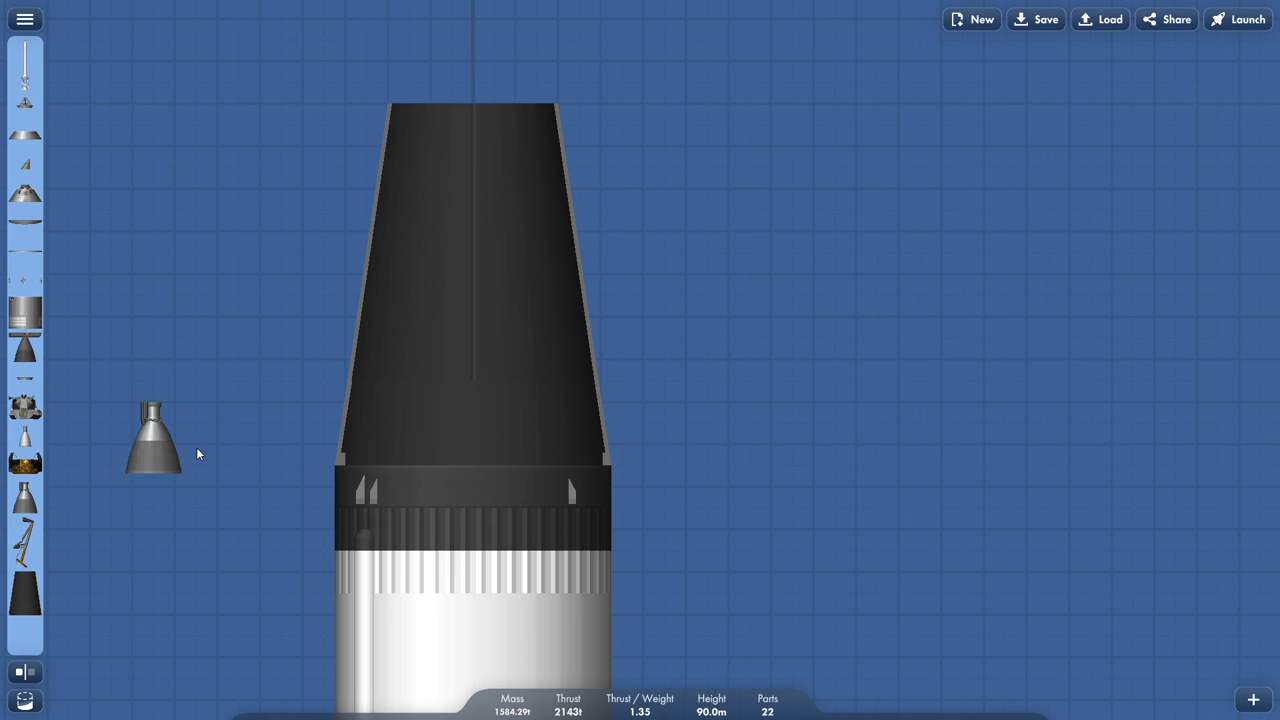 New Save Load Share Launch
Mass Thrust Thrust / Weight Height Parts
1584.29t 2143t 1.35 90.0m 22